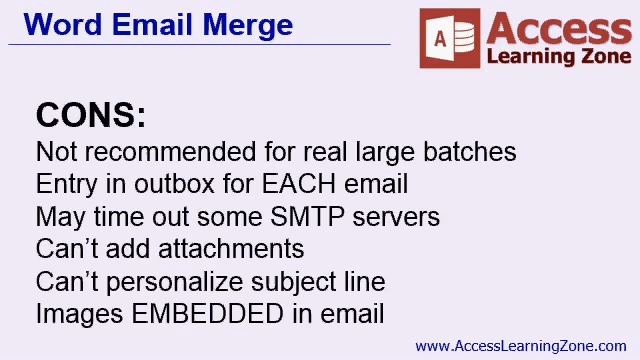 Word Email Merge
A
Access
Learning Zone
CONS:
Not recommended for real large batches
Entry in outbox for EACH email
May time out some SMTP servers
Can't add attachments
Can't personalize subject line
Images EMBEDDED in email
www.AccessLearningZone.com